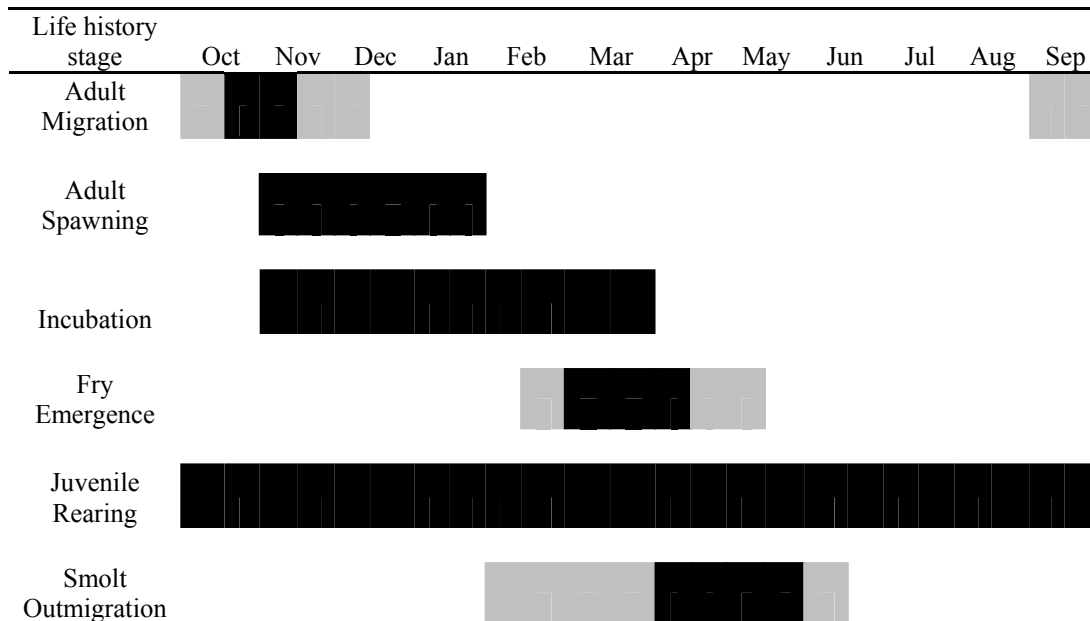 Life history
stage Oct Nov Dec Jan Feb Mar Apr May Jun Jul Aug Sep
Adult
Migration
Adult
Spawning
Incubation
Fry
Emergence
Juvenile
Rearing
Smolt
Outmigration